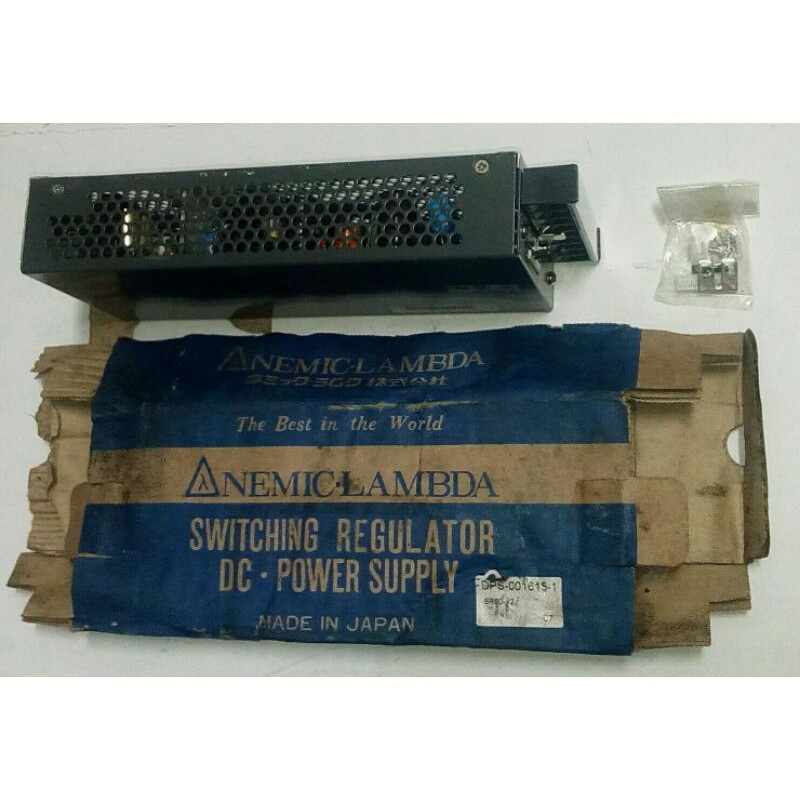 NEMIC·LAMBDA
ネミック・ラムダ株式会社
The Best in the World
NEMIC·LAMBDA
SWITCHING REGULATOR
DC·POWER SUPPLY
MADE IN JAPAN
FDPS-001615-1